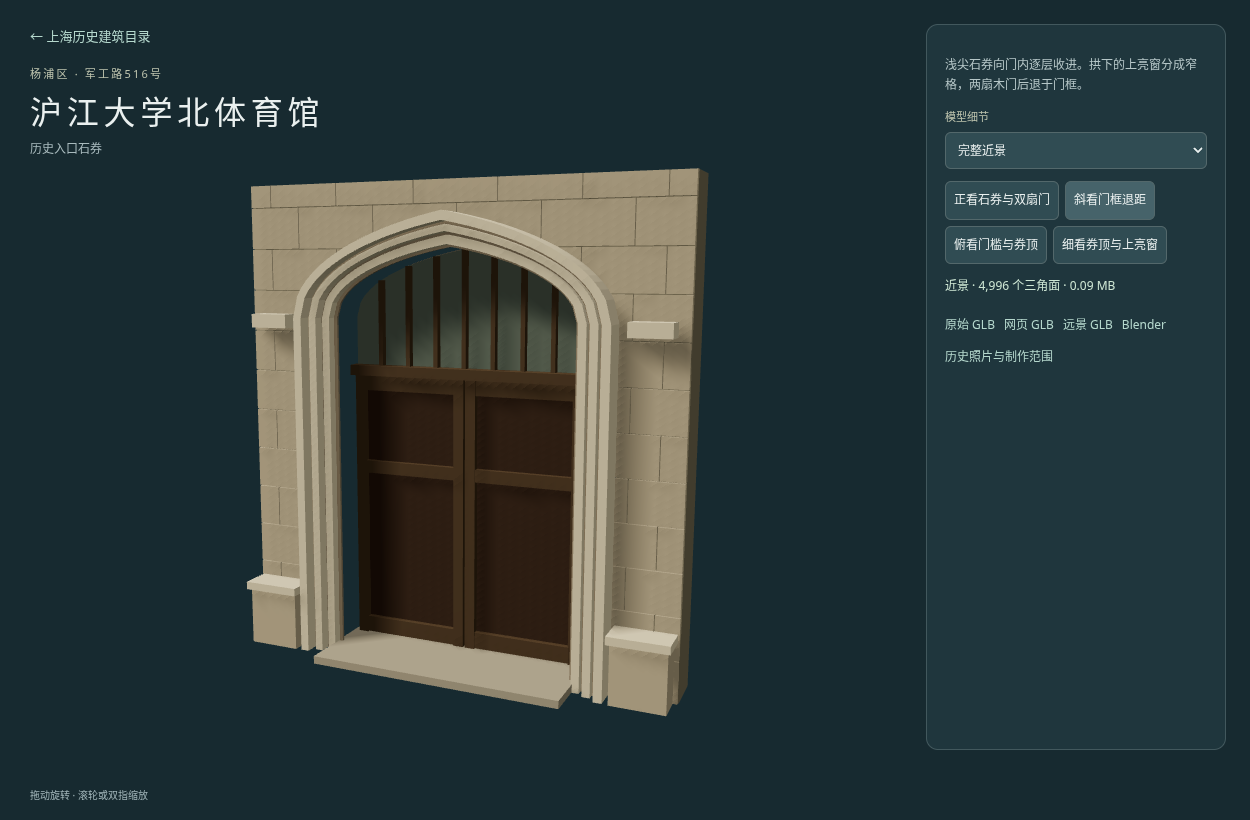 ← 上海历史建筑目录
杨浦区 · 军工路516号
沪江大学北体育馆
历史入口石券
浅尖石券向门内逐层收进。拱下的上亮窗分成窄
格，两扇木门后退于门框。
模型细节
完整近景
正看石券与双扇门
斜看门框退距
俯看门槛与券顶
细看券顶与上亮窗
近景 · 4,996 个三角面 · 0.09 MB
原始 GLB 网页 GLB 远景 GLB Blender
历史照片与制作范围
拖动旋转 · 滚轮或双指缩放